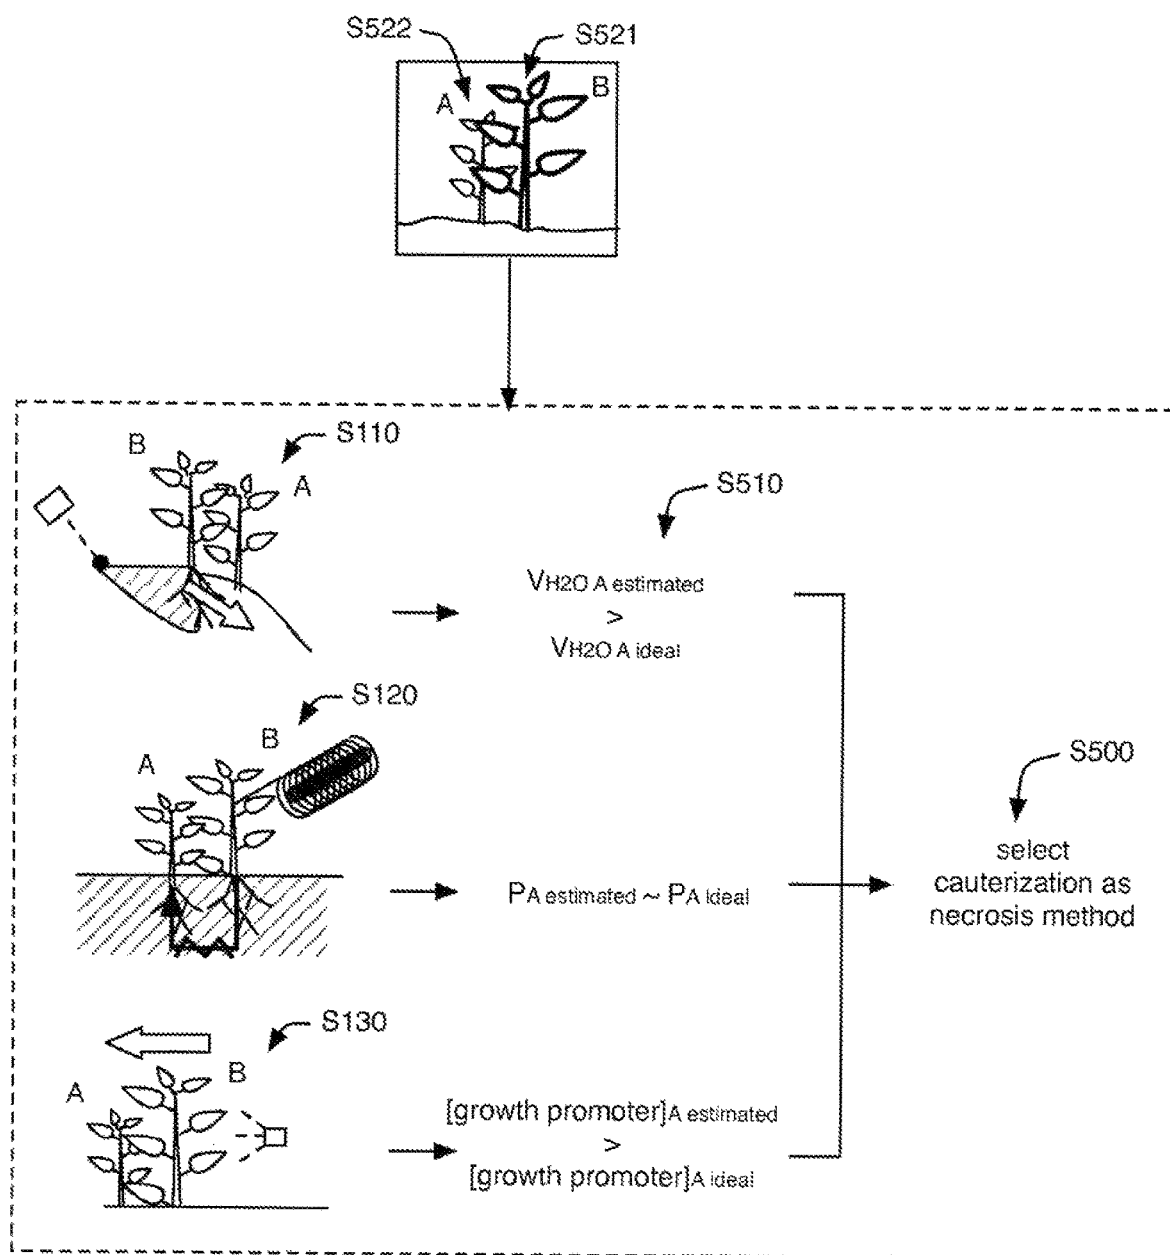 S522
S521
A
B
S110
B
A
S510
VH2O A estimated
>
VH2O A ideal
S120
B
A
S500
select
cauterization as
necrosis method
PA estimated ~ PA ideal
S130
B
A
[growth promoter]A estimated
>
[growth promoter]A ideal